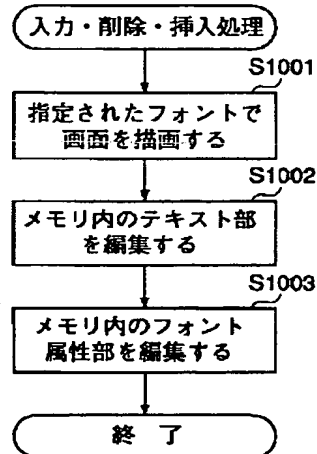 入力・削除・挿入処理
S1001
指定されたフォントで
画面を描画する
S1002
メモリ内のテキスト部
を編集する
S1003
メモリ内のフォント
属性部を編集する
終 了